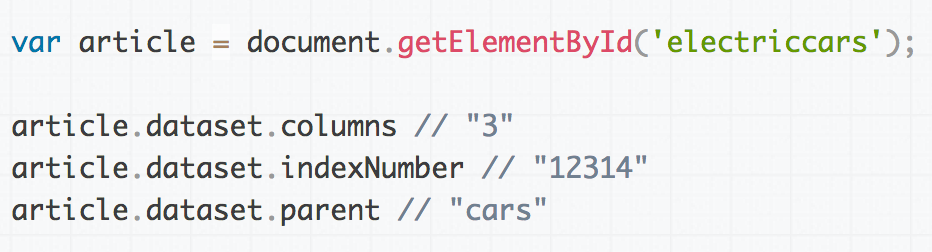 var article = document.getElementById('electriccars');
article.dataset.columns // "3"
article.dataset.indexNumber // "12314"
article.dataset.parent // "cars"